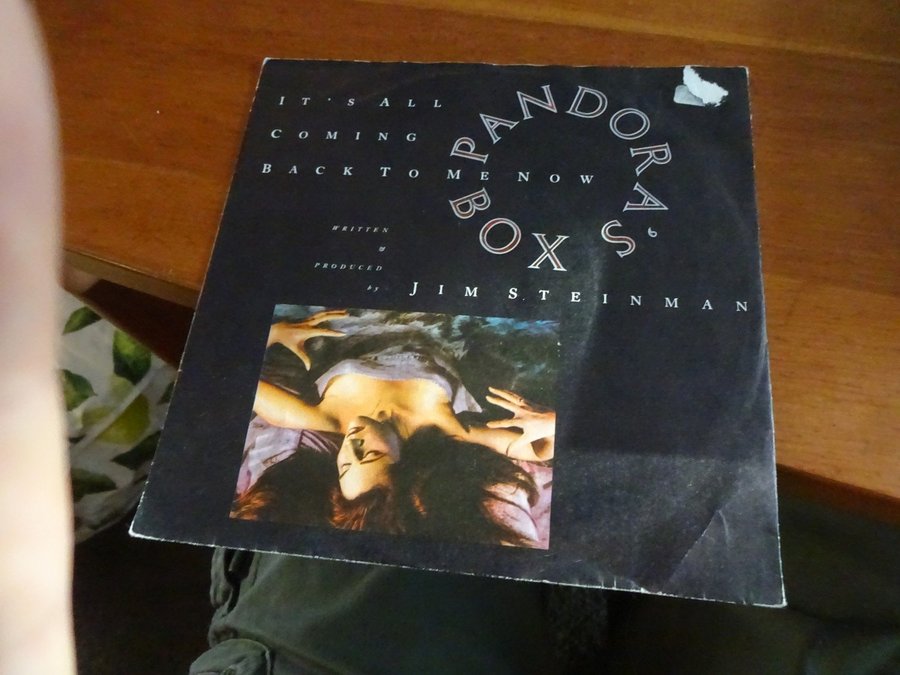 IT'S ALL
COMING
BACK TO ME NOW
PANDORA'S
BOX
WRITTEN
&
PRODUCED
by
JIM STEINMAN